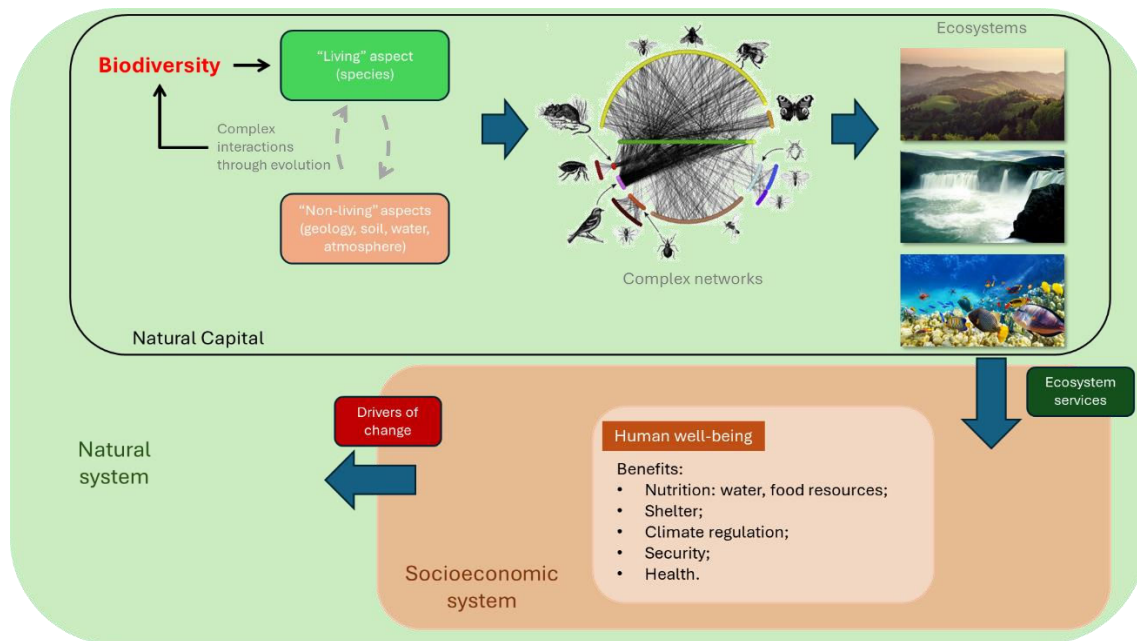 Ecosystems
Biodiversity
“Living” aspect
(species)
Complex
interactions
through evolution
“Non-living” aspects
(geology, soil, water,
atmosphere)
Complex networks
Natural Capital
Ecosystem
services
Drivers of
change
Natural
system
Human well-being
Benefits:
• Nutrition: water, food resources;
• Shelter;
• Climate regulation;
• Security;
• Health.
Socioeconomic
system